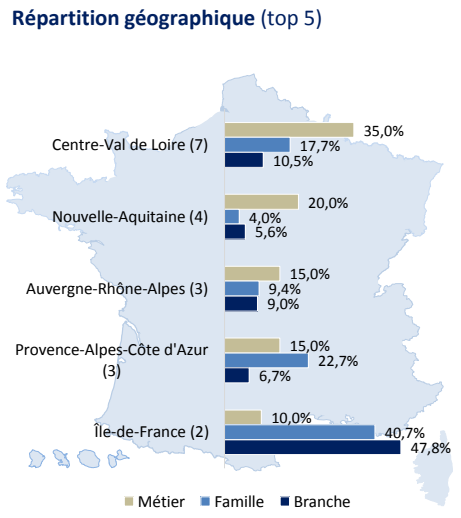 Répartition géographique (top 5)
35,0%
Centre-Val de Loire (7)
17,7%
10,5%
20,0%
Nouvelle-Aquitaine (4)
4,0%
5,6%
15,0%
Auvergne-Rhône-Alpes (3)
9,4%
9,0%
15,0%
Provence-Alpes-Côte d'Azur
(3)
22,7%
6,7%
10,0%
Île-de-France (2)
40,7%
47,8%
Métier Famille Branche